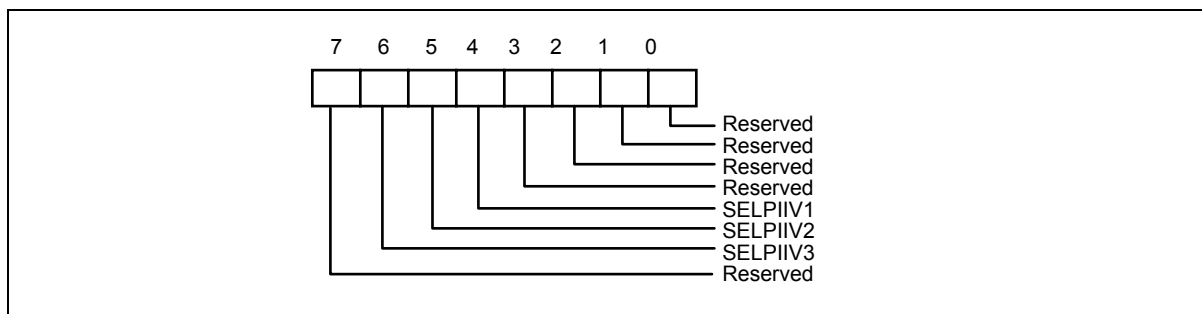 7 6 5 4 3 2 1 0
Reserved
Reserved
Reserved
Reserved
SELPIIV1
SELPIIV2
SELPIIV3
Reserved